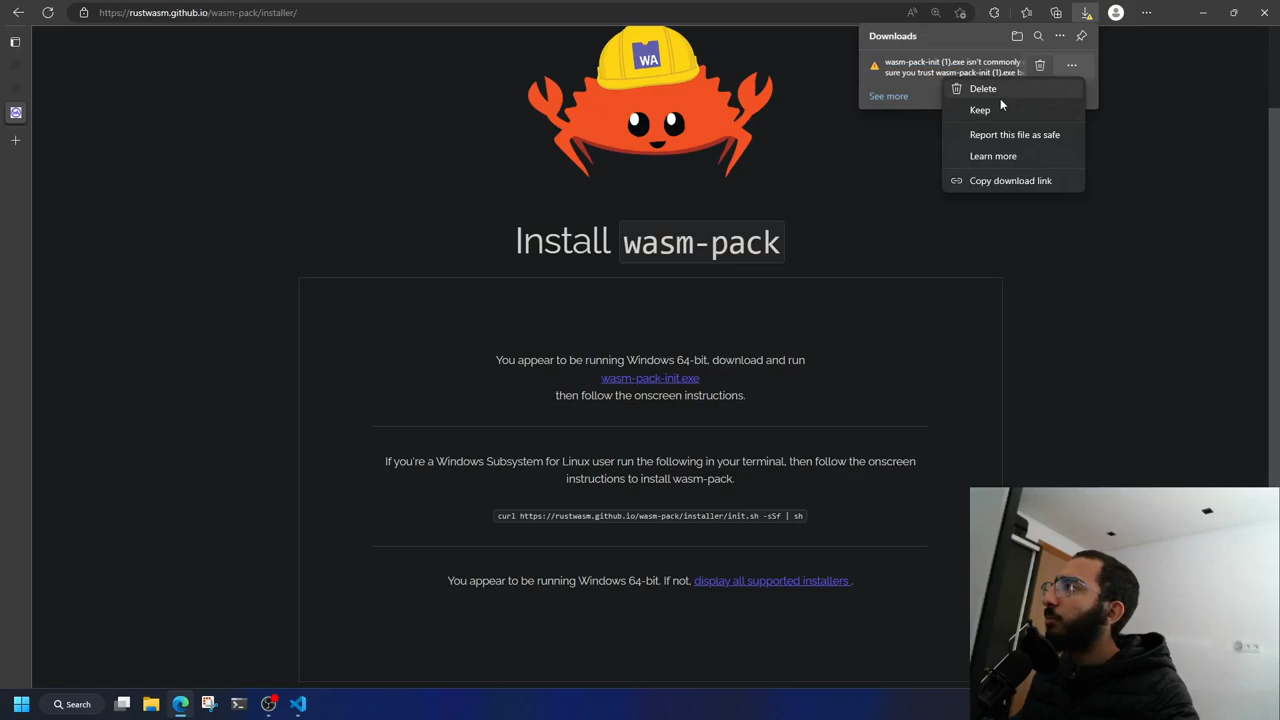 https://rustwasm.github.io/wasm-pack/installer/
Downloads
wasm-pack-init (1).exe isn't commonly
sure you trust wasm-pack-init (1).exe b
See more
Delete
Keep
Report this file as safe
Learn more
Copy download link
WA
Install wasm-pack
You appear to be running Windows 64-bit, download and run
wasm-pack-init.exe
then follow the onscreen instructions.
If you're a Windows Subsystem for Linux user run the following in your terminal, then follow the onscreen
instructions to install wasm-pack.
curl https://rustwasm.github.io/wasm-pack/installer/init.sh -sSf | sh
You appear to be running Windows 64-bit. If not, display all supported installers .
Search